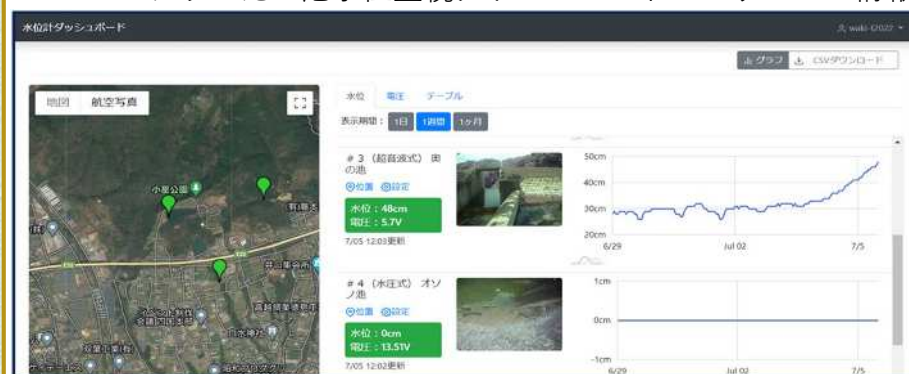 水位計ダッシュボード
グラフ CSVダウンロード
地図 航空写真
水位 電圧 テーブル
表示期間： 1日 1週間 1ヶ月
小屋公園
#3 （超音波式） 奥の池
位置 設定
水位：48cm
電圧：5.7V
7/05 12:03更新
50cm
40cm
30cm
20cm
6/29 Jul 02 7/5
#4 （水圧式） オソノ池
位置 設定
水位：0cm
電圧：13.51V
7/05 12:02更新
1cm
0cm
-1cm
6/29 Jul 02 7/5